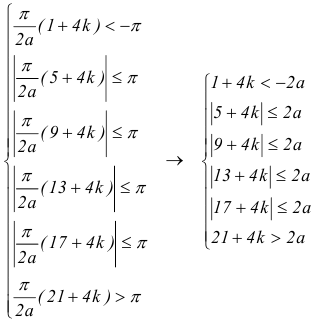 π/2a (1+4k) < -π
|π/2a (5+4k)| ≤ π
|π/2a (9+4k)| ≤ π
|π/2a (13+4k)| ≤ π
|π/2a (17+4k)| ≤ π
π/2a (21+4k) > π
→
1+4k < -2a
|5+4k| ≤ 2a
|9+4k| ≤ 2a
|13+4k| ≤ 2a
|17+4k| ≤ 2a
21+4k > 2a